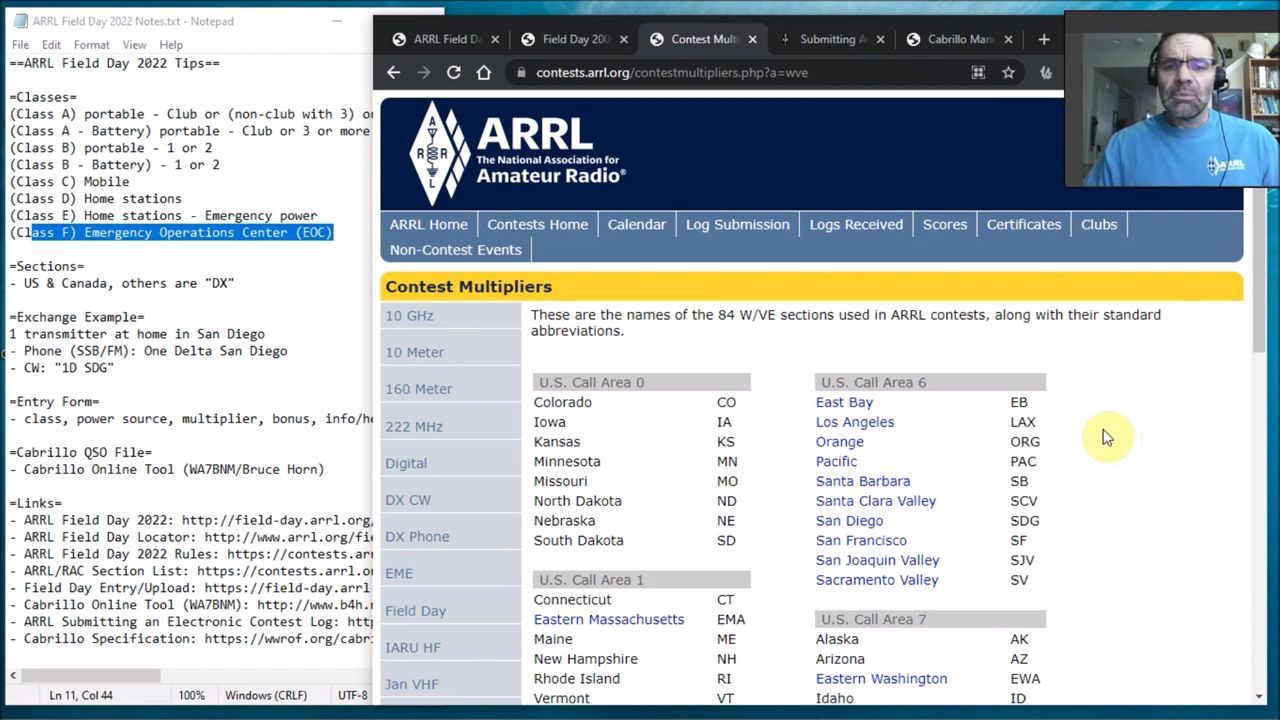 ARRL Field Day 2022 Notes.txt - Notepad
File Edit Format View Help
==ARRL Field Day 2022 Tips==
=Classes=
(Class A) portable - Club or (non-club with 3) or
(Class A - Battery) portable - Club or 3 or more
(Class B) portable - 1 or 2
(Class B - Battery) - 1 or 2
(Class C) Mobile
(Class D) Home stations
(Class E) Home stations - Emergency power
(Class F) Emergency Operations Center (EOC)
=Sections=
- US & Canada, others are "DX"
=Exchange Example=
1 transmitter at home in San Diego
- Phone (SSB/FM): One Delta San Diego
- CW: "1D SDG"
=Entry Form=
- class, power source, multiplier, bonus, info/he
=Cabrillo QSO File=
- Cabrillo Online Tool (WA7BNM/Bruce Horn)
=Links=
- ARRL Field Day 2022: http://field-day.arrl.org/
- ARRL Field Day Locator: http://www.arrl.org/fie
- ARRL Field Day 2022 Rules: https://contests.arr
- ARRL/RAC Section List: https://contests.arrl.or
- Field Day Entry/Upload: https://field-day.arrl
- Cabrillo Online Tool (WA7BNM): http://www.b4h.n
- ARRL Submitting an Electronic Contest Log: http
- Cabrillo Specification: https://wwrof.org/cabr
Ln 11, Col 44 100% Windows (CRLF) UTF-8
ARRL Field Da Field Day 200 Contest Multi Submitting A Cabrillo Man
contests.arrl.org/contestmultipliers.php?a=wve
A
R R
L
ARRL
The National Association for
Amateur Radio®
ARRL Home Contests Home Calendar Log Submission Logs Received Scores Certificates Clubs
Non-Contest Events
Contest Multipliers
10 GHz
10 Meter
160 Meter
222 MHz
Digital
DX CW
DX Phone
EME
Field Day
IARU HF
Jan VHF
These are the names of the 84 W/VE sections used in ARRL contests, along with their standard
abbreviations.
U.S. Call Area 0
Colorado CO
Iowa IA
Kansas KS
Minnesota MN
Missouri MO
North Dakota ND
Nebraska NE
South Dakota SD
U.S. Call Area 1
Connecticut CT
Eastern Massachusetts EMA
Maine ME
New Hampshire NH
Rhode Island RI
Vermont VT
U.S. Call Area 6
East Bay EB
Los Angeles LAX
Orange ORG
Pacific PAC
Santa Barbara SB
Santa Clara Valley SCV
San Diego SDG
San Francisco SF
San Joaquin Valley SJV
Sacramento Valley SV
U.S. Call Area 7
Alaska AK
Arizona AZ
Eastern Washington EWA
Idaho ID
ARRL